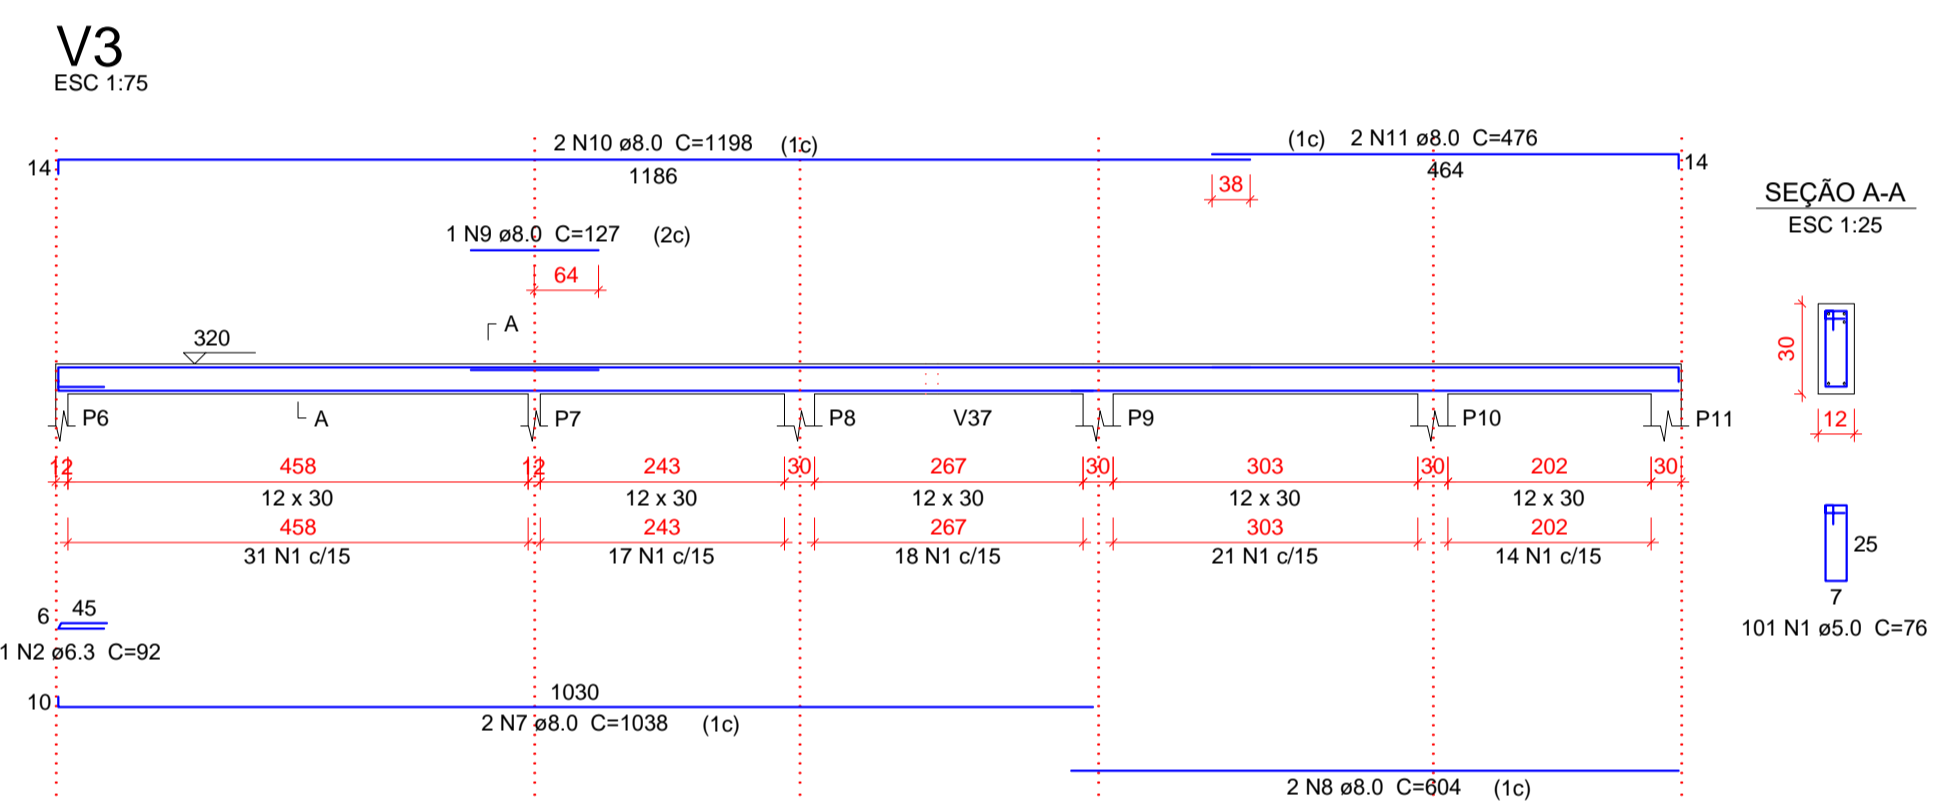 V3
ESC 1:75
2 N10 ø8.0 C=1198 (1c)
(1c) 2 N11 ø8.0 C=476
14
1186
464
14
38
SEÇÃO A-A
ESC 1:25
1 N9 ø8.0 C=127 (2c)
64
A
320
30
P6
A
P7
P8
V37
P9
P10
P11
12
12
458
12
243
30
267
30
303
30
202
30
12 x 30
12 x 30
12 x 30
12 x 30
12 x 30
458
243
267
303
202
31 N1 c/15
17 N1 c/15
18 N1 c/15
21 N1 c/15
14 N1 c/15
25
7
101 N1 ø5.0 C=76
6
45
1 N2 ø6.3 C=92
10
1030
2 N7 ø8.0 C=1038 (1c)
2 N8 ø8.0 C=604 (1c)